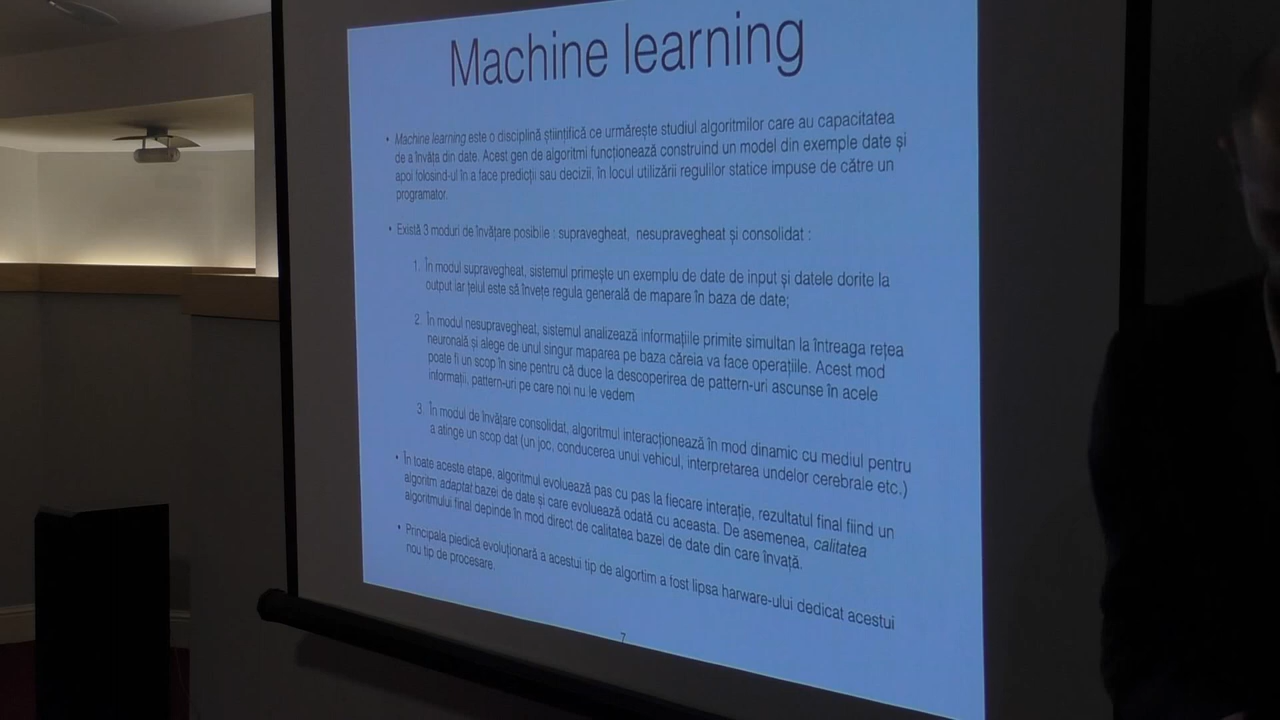 Machine learning
• Machine learning este o disciplină științifică ce urmărește studiul algoritmilor care au capacitatea
de a învăța din date. Acest gen de algoritmi funcționează construind un model din exemple date și
apoi folosind-ul în a face predicții sau decizii, în locul utilizării regulilor statice impuse de către un
programator.
• Există 3 moduri de învățare posibile : supravegheat, nesupravegheat și consolidat :
1. În modul supravegheat, sistemul primește un exemplu de date de input și datele dorite la
output iar țelul este să învețe regula generală de mapare în baza de date;
2. În modul nesupravegheat, sistemul analizează informațiile primite simultan la întreaga rețea
neuronală și alege de unul singur maparea pe baza căreia va face operațiile. Acest mod
poate fi un scop în sine pentru că duce la descoperirea de pattern-uri ascunse în acele
informații, pattern-uri pe care noi nu le vedem
3. În modul de învățare consolidat, algoritmul interacționează în mod dinamic cu mediul pentru
a atinge un scop dat (un joc, conducerea unui vehicul, interpretarea undelor cerebrale etc.)
• În toate aceste etape, algoritmul evoluează pas cu pas la fiecare interație, rezultatul final fiind un
algoritm adaptat bazei de date și care evoluează odată cu aceasta. De asemenea, calitatea
algoritmului final depinde în mod direct de calitatea bazei de date din care învață.
• Principala piedică evoluționară a acestui tip de algortim a fost lipsa harware-ului dedicat acestui
nou tip de procesare.
7